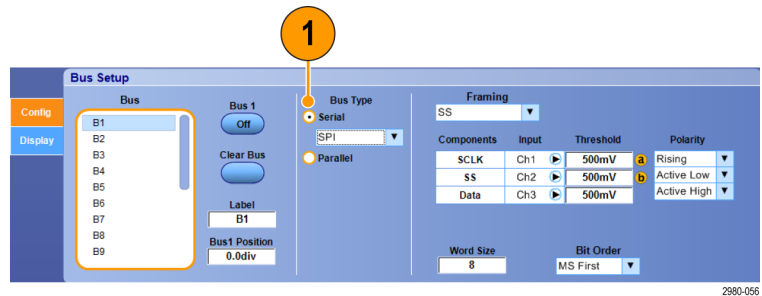 1
Bus Setup
Config
Display
Bus
B1
B2
B3
B4
B5
B6
B7
B8
B9
Bus 1
Off
Clear Bus
Label
B1
Bus1 Position
0.0div
Bus Type
Serial
SPI
Parallel
Framing
SS
Components Input Threshold Polarity
SCLK Ch1 500mV a Rising
SS Ch2 500mV b Active Low
Data Ch3 500mV Active High
Word Size Bit Order
8 MS First
2980-056